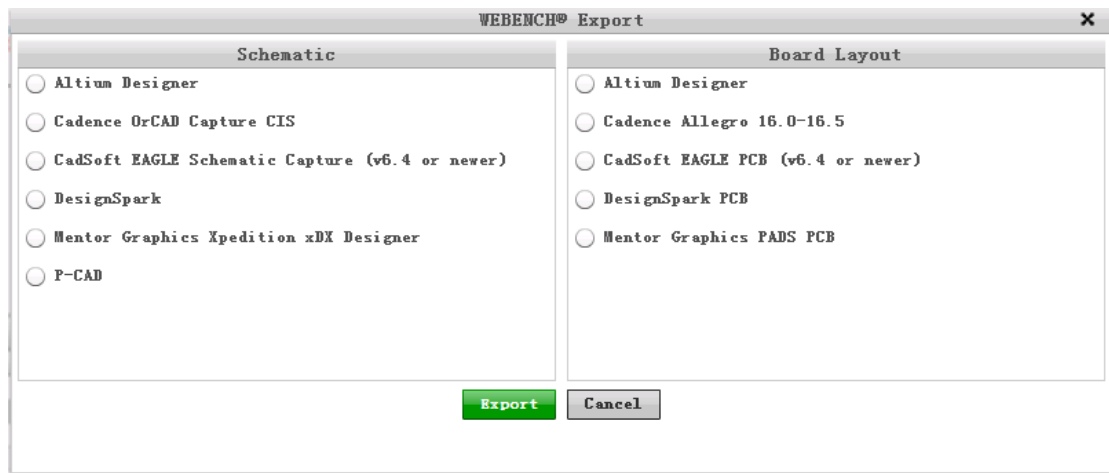 WEBENCH® Export
Schematic
Altium Designer
Cadence OrCAD Capture CIS
CadSoft EAGLE Schematic Capture (v6.4 or newer)
DesignSpark
Mentor Graphics Xpedition xDX Designer
P-CAD
Board Layout
Altium Designer
Cadence Allegro 16.0-16.5
CadSoft EAGLE PCB (v6.4 or newer)
DesignSpark PCB
Mentor Graphics PADS PCB
Export
Cancel